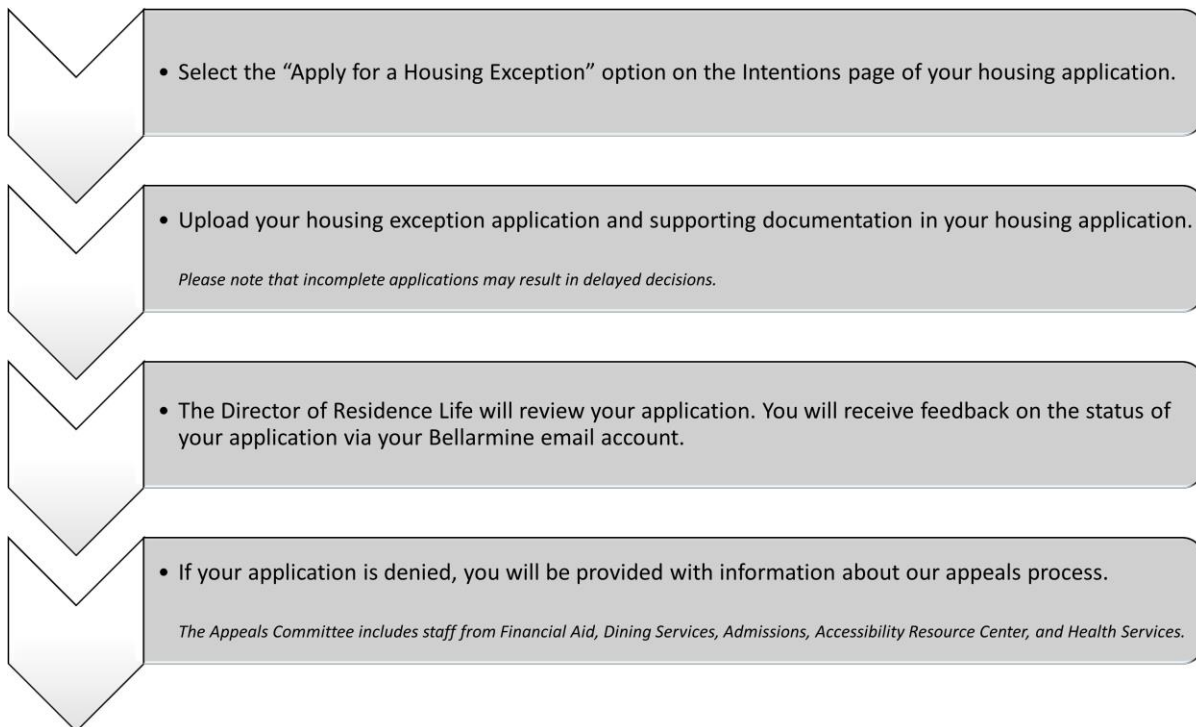 • Select the “Apply for a Housing Exception” option on the Intentions page of your housing application.
• Upload your housing exception application and supporting documentation in your housing application.
Please note that incomplete applications may result in delayed decisions.
• The Director of Residence Life will review your application. You will receive feedback on the status of
your application via your Bellarmine email account.
• If your application is denied, you will be provided with information about our appeals process.
The Appeals Committee includes staff from Financial Aid, Dining Services, Admissions, Accessibility Resource Center, and Health Services.